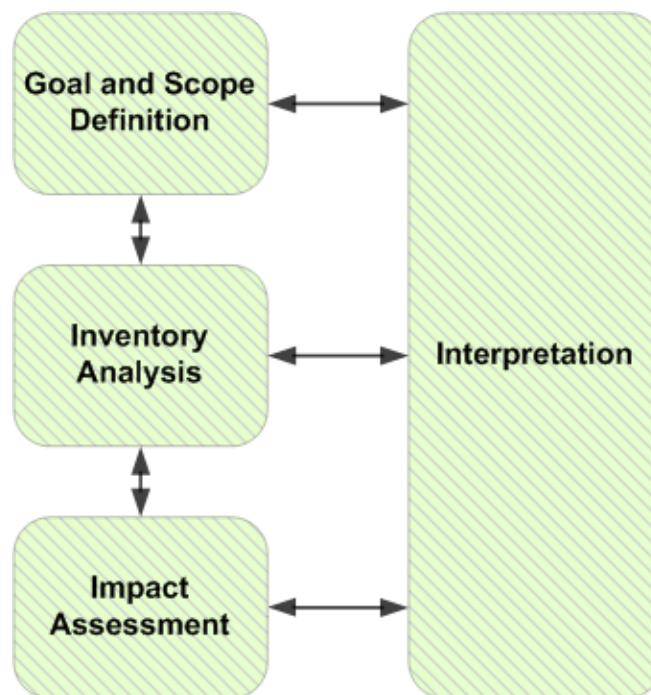 Goal and Scope
Definition
Inventory
Analysis
Interpretation
Impact
Assessment